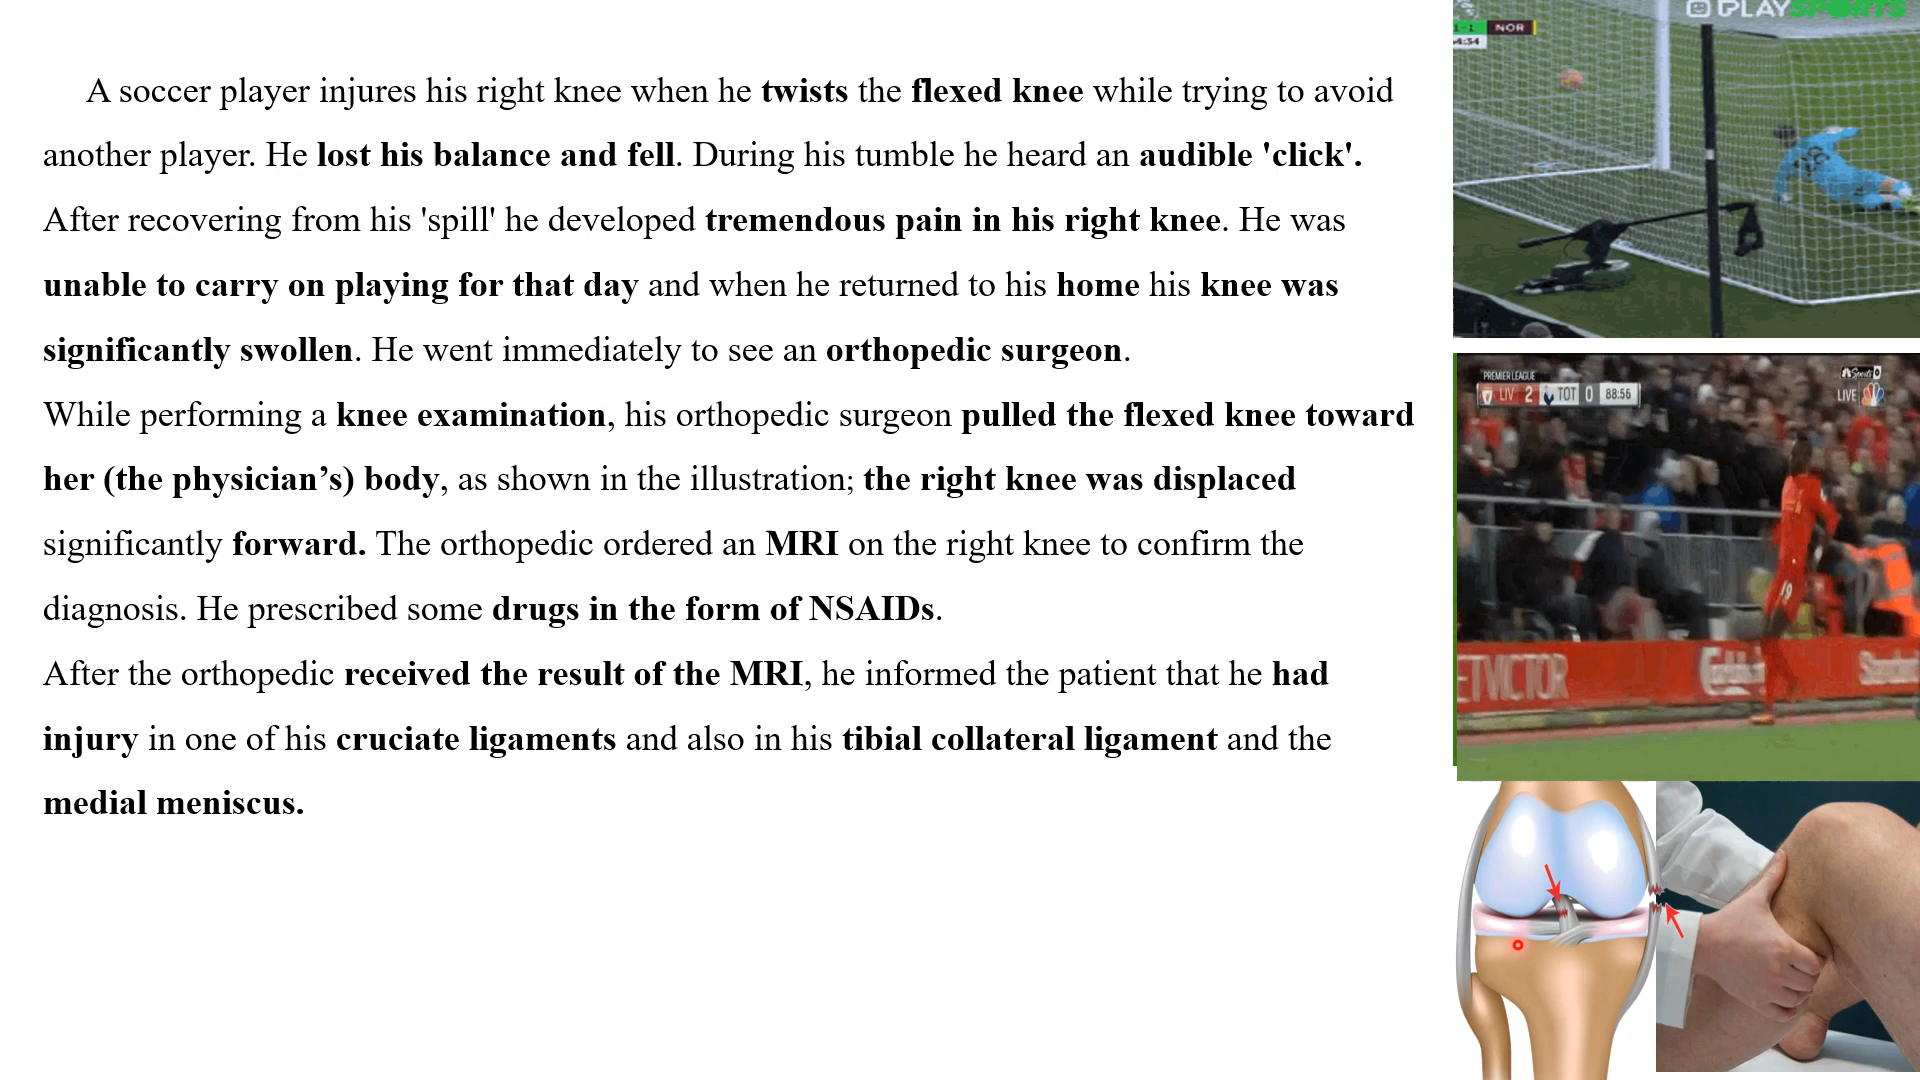 A soccer player injures his right knee when he twists the flexed knee while trying to avoid
another player. He lost his balance and fell. During his tumble he heard an audible 'click'.
After recovering from his 'spill' he developed tremendous pain in his right knee. He was
unable to carry on playing for that day and when he returned to his home his knee was
significantly swollen. He went immediately to see an orthopedic surgeon.
While performing a knee examination, his orthopedic surgeon pulled the flexed knee toward
her (the physician’s) body, as shown in the illustration; the right knee was displaced
significantly forward. The orthopedic ordered an MRI on the right knee to confirm the
diagnosis. He prescribed some drugs in the form of NSAIDs.
After the orthopedic received the result of the MRI, he informed the patient that he had
injury in one of his cruciate ligaments and also in his tibial collateral ligament and the
medial meniscus.
PLAYSPORTS
1-1 NOR
PREMIER LEAGUE
LIV 2 TOT 0 88:56
LIVE
ETVICTOR
19